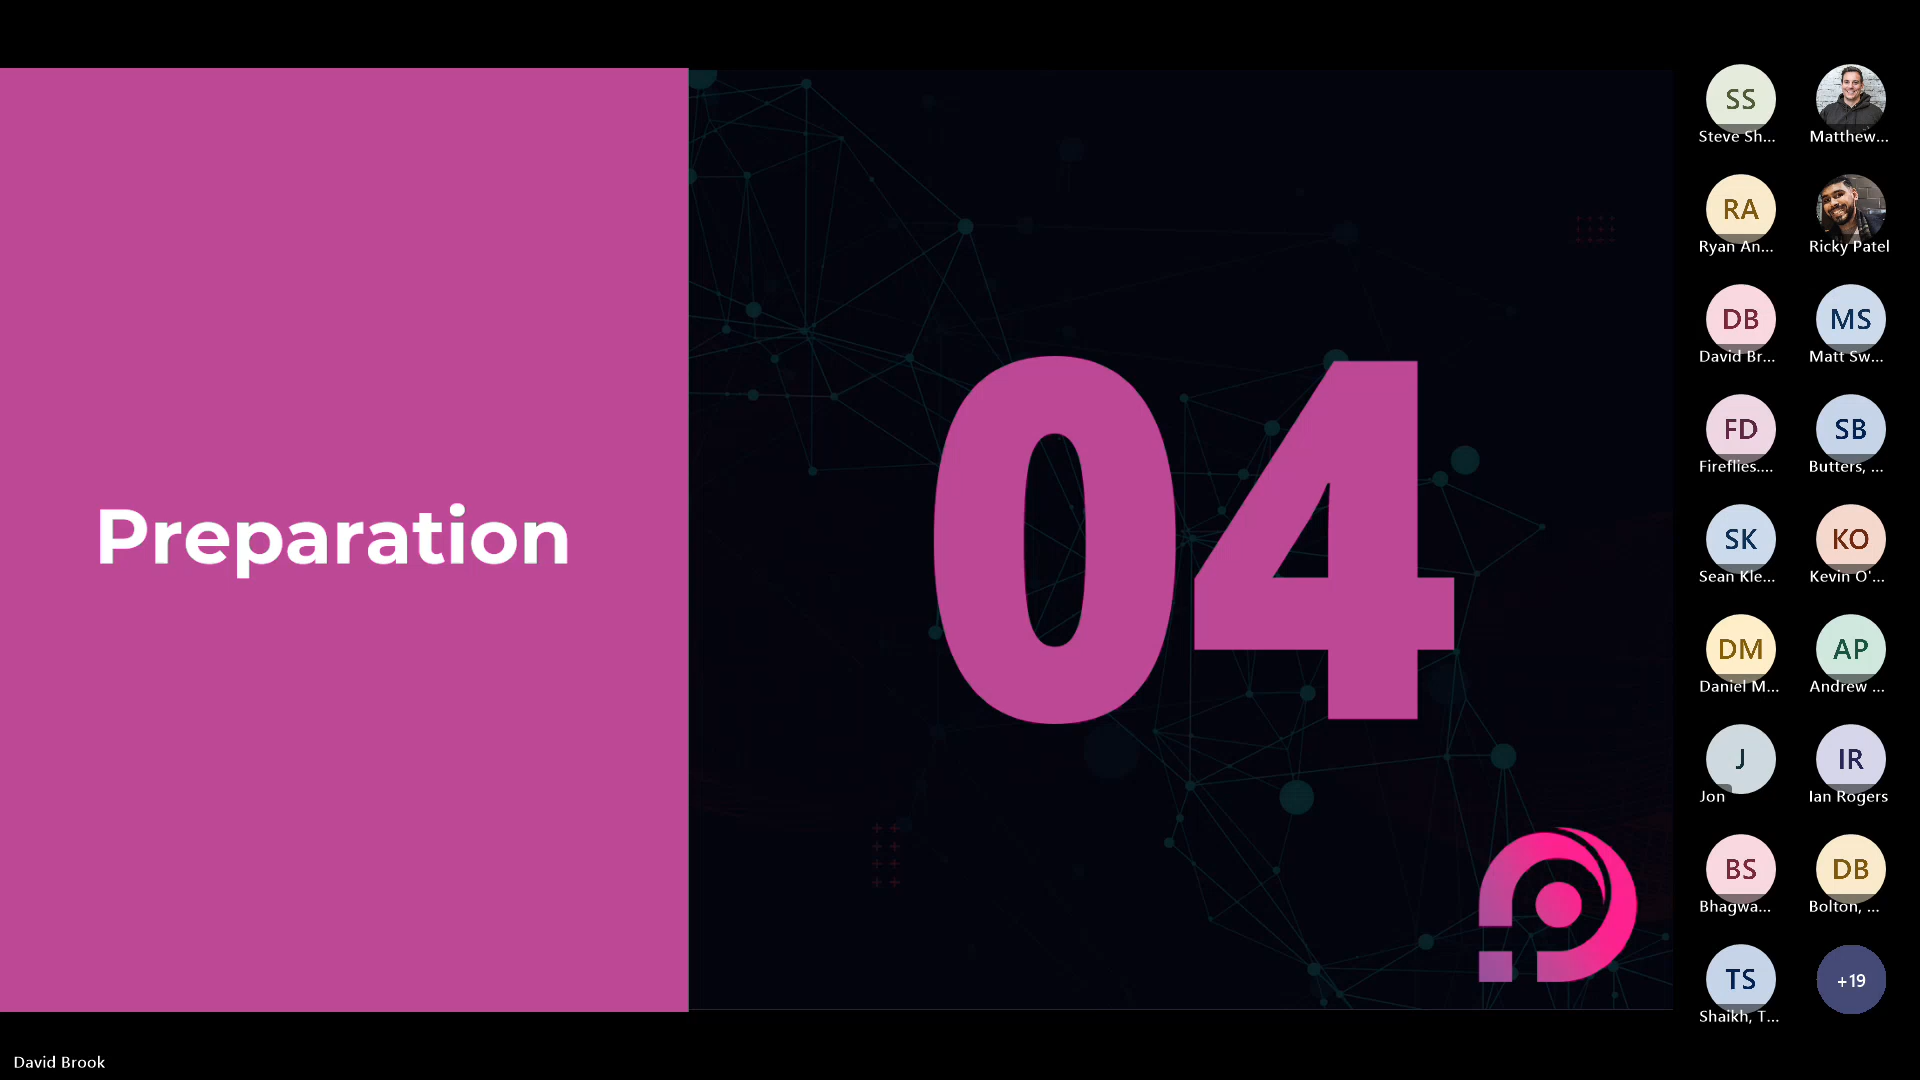 Preparation
04
SS
Steve Sh...
Matthew...
RA
Ryan An...
Ricky Patel
DB
David Br...
MS
Matt Sw...
FD
Fireflies....
SB
Butters, ...
SK
Sean Kle...
KO
Kevin O'...
DM
Daniel M...
AP
Andrew ...
J
Jon
IR
Ian Rogers
BS
Bhagwa...
DB
Bolton, ...
TS
Shaikh, T...
+19
David Brook